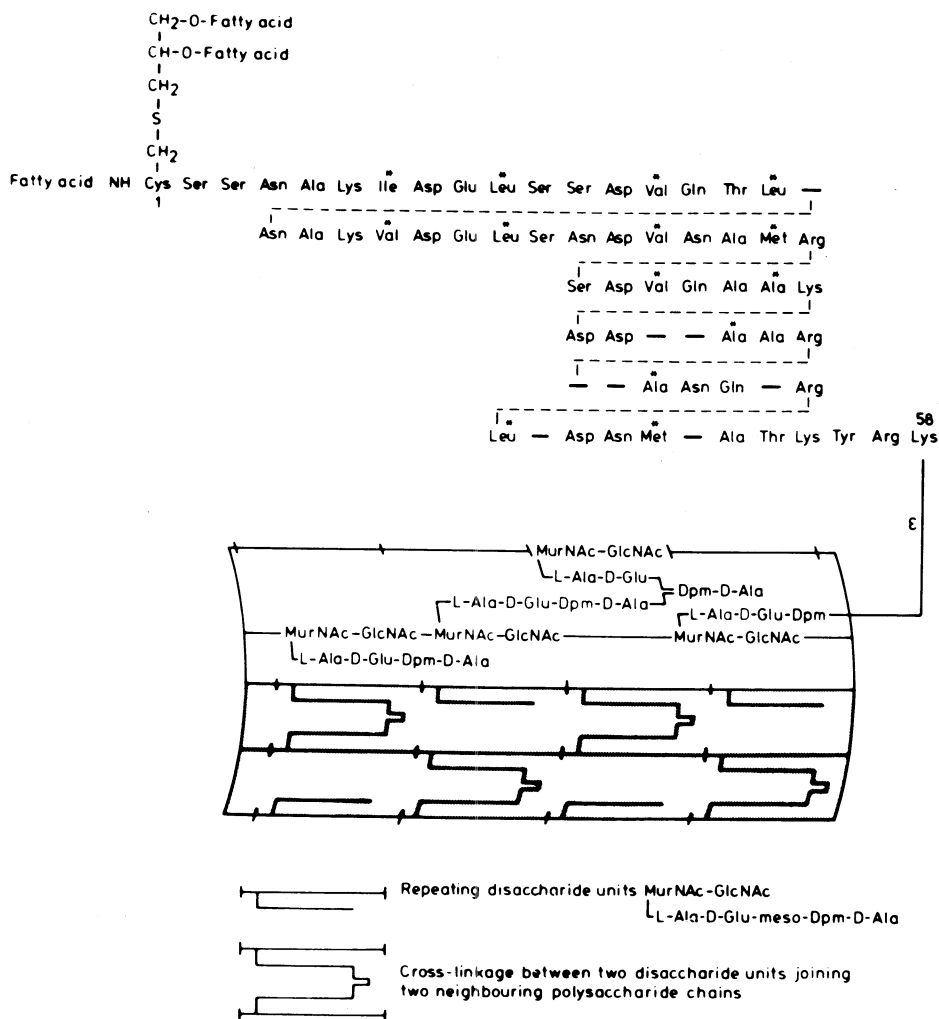 CH2-O-Fatty acid
CH-O-Fatty acid
CH2
S
CH2
Fatty acid NH Cys Ser Ser Asn Ala Lys Ile* Asp Glu Leu* Ser Ser Asp Val* Gln Thr Leu* —
1
Asn Ala Lys Val* Asp Glu Leu* Ser Asn Asp Val* Asn Ala Met* Arg
Ser Asp Val* Gln Ala Ala* Lys
Asp Asp — — Ala* Ala Arg
— — Ala* Asn Gln — Arg
58
Leu* — Asp Asn Met* — Ala Thr Lys Tyr Arg Lys
ε
MurNAc-GlcNAc
L-Ala-D-Glu
Dpm-D-Ala
L-Ala-D-Glu-Dpm-D-Ala
L-Ala-D-Glu-Dpm
MurNAc-GlcNAc-MurNAc-GlcNAc
MurNAc-GlcNAc
L-Ala-D-Glu-Dpm-D-Ala
Repeating disaccharide units MurNAc-GlcNAc
L-Ala-D-Glu-meso-Dpm-D-Ala
Cross-linkage between two disaccharide units joining
two neighbouring polysaccharide chains